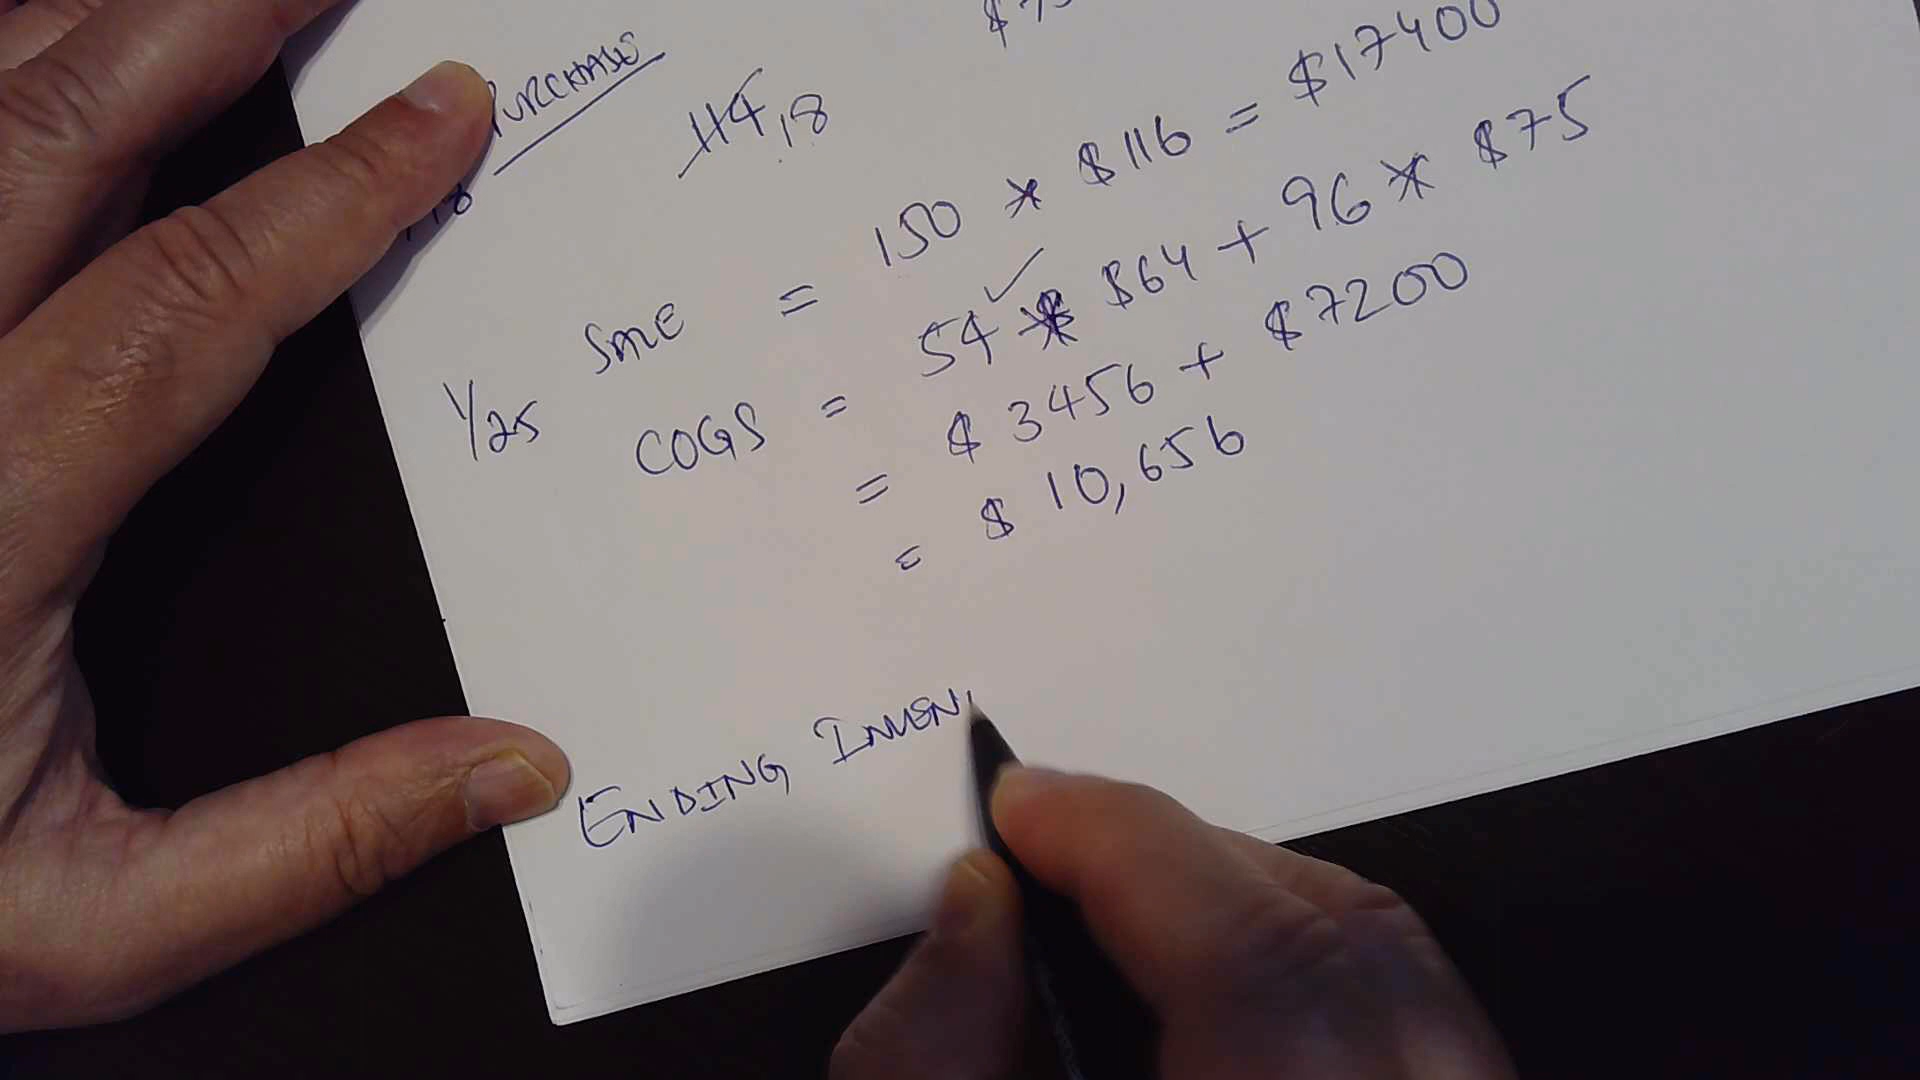 PURCHASE
114,18
SALE = 150 * $116 = $17400
1/25 COGS = 54 * $64 + 96 * $75
= $3456 + $7200
= $10,656
ENDING INVEN